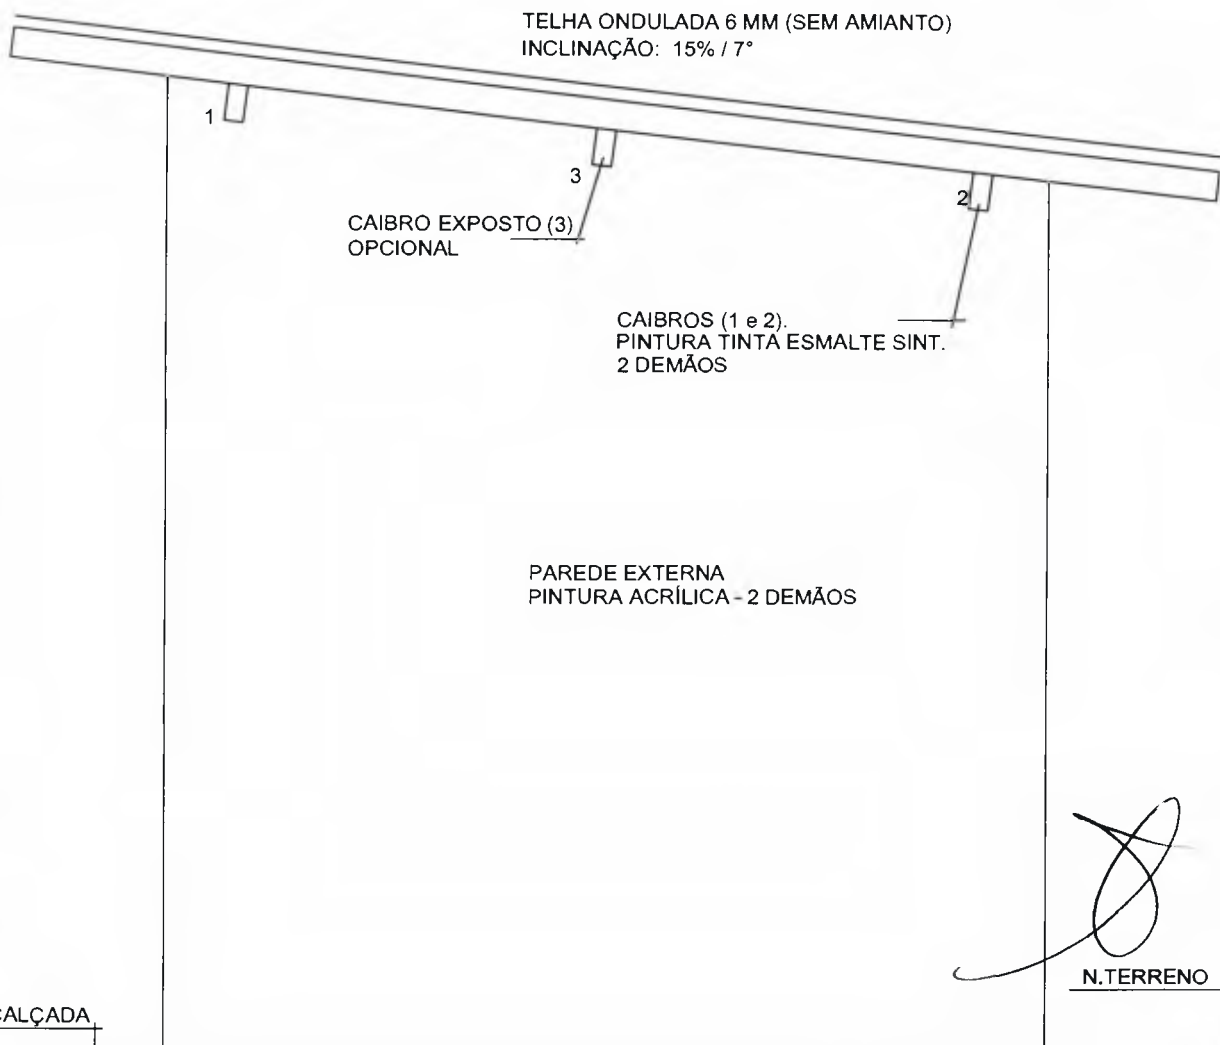 TELHA ONDULADA 6 MM (SEM AMIANTO)
INCLINAÇÃO: 15% / 7°
1
3
2
CAIBRO EXPOSTO (3)
OPCIONAL
CAIBROS (1 e 2).
PINTURA TINTA ESMALTE SINT.
2 DEMÃOS
PAREDE EXTERNA
PINTURA ACRÍLICA - 2 DEMÃOS
N.TERRENO
CALÇADA